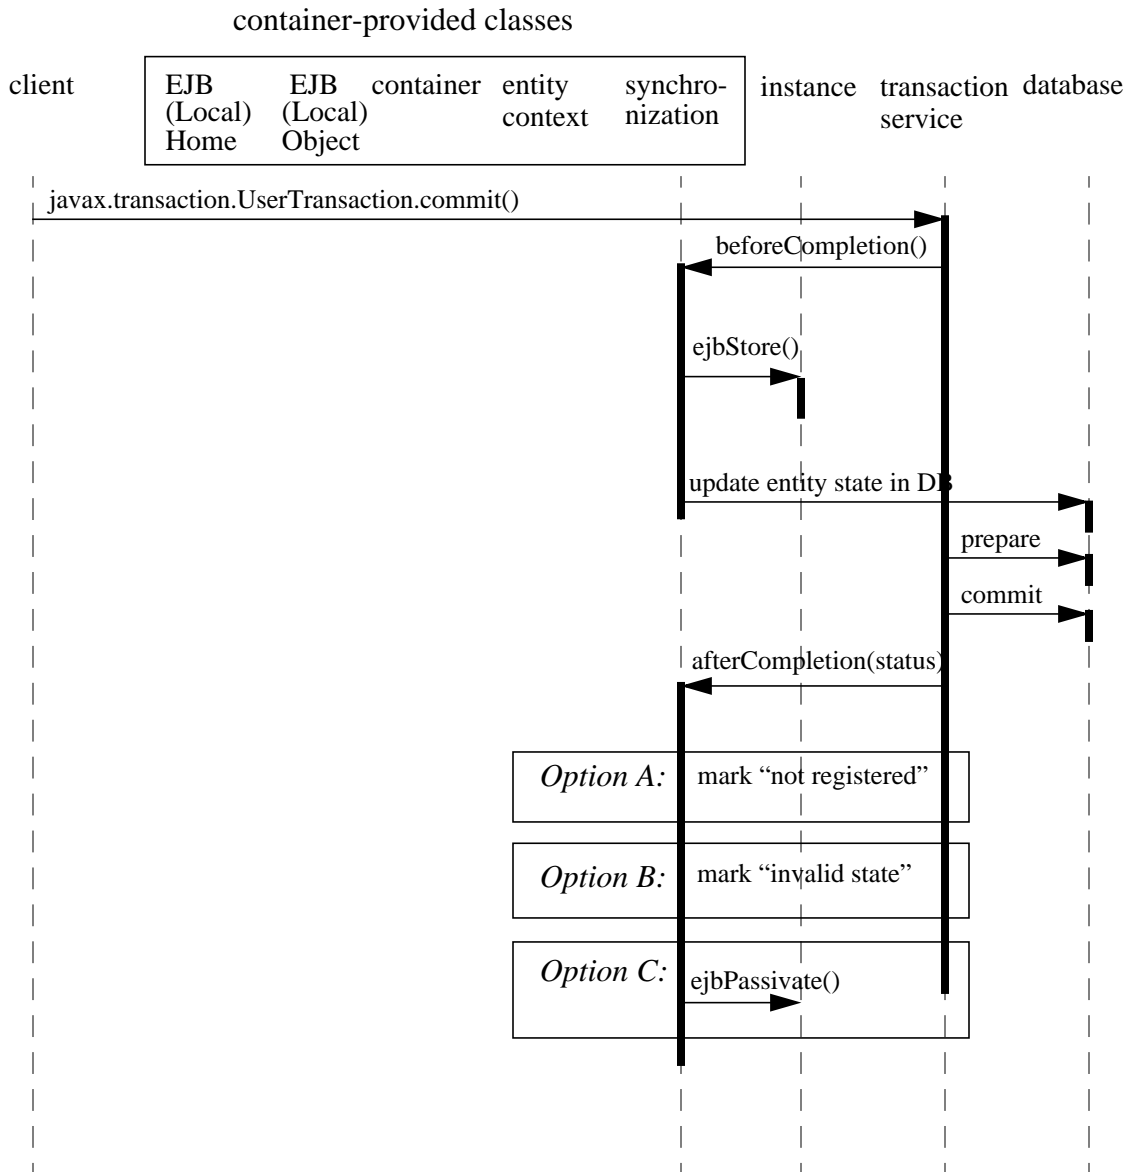 container-provided classes
client
EJB
(Local)
Home
EJB
(Local)
Object
container
entity
context
synchro-
nization
instance
transaction
service
database
javax.transaction.UserTransaction.commit()
beforeCompletion()
ejbStore()
update entity state in DB
prepare
commit
afterCompletion(status)
Option A: mark “not registered”
Option B: mark “invalid state”
Option C:
ejbPassivate()